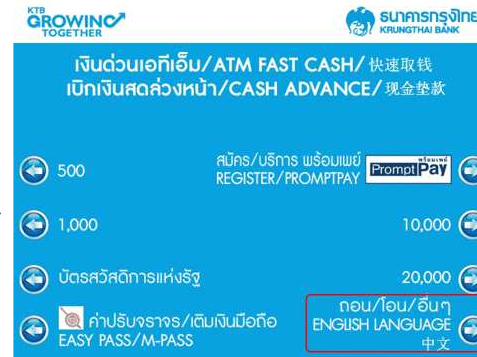 KTB
GROWING
TOGETHER
ธนาคารกรุงไทย
KRUNGTHAI BANK
เงินด่วนเอทีเอ็ม/ATM FAST CASH/快速取钱
เบิกเงินสดล่วงหน้า/CASH ADVANCE/现金垫款
500
สมัคร/บริการ พร้อมเพย์
REGISTER/PROMPTPAY
พร้อมเพย์
PromptPay
1,000
10,000
บัตรสวัสดิการแห่งรัฐ
20,000
ค่าปรับจราจร/เติมเงินมือถือ
EASY PASS/M-PASS
ถอน/โอน/อื่นๆ
ENGLISH LANGUAGE
中文